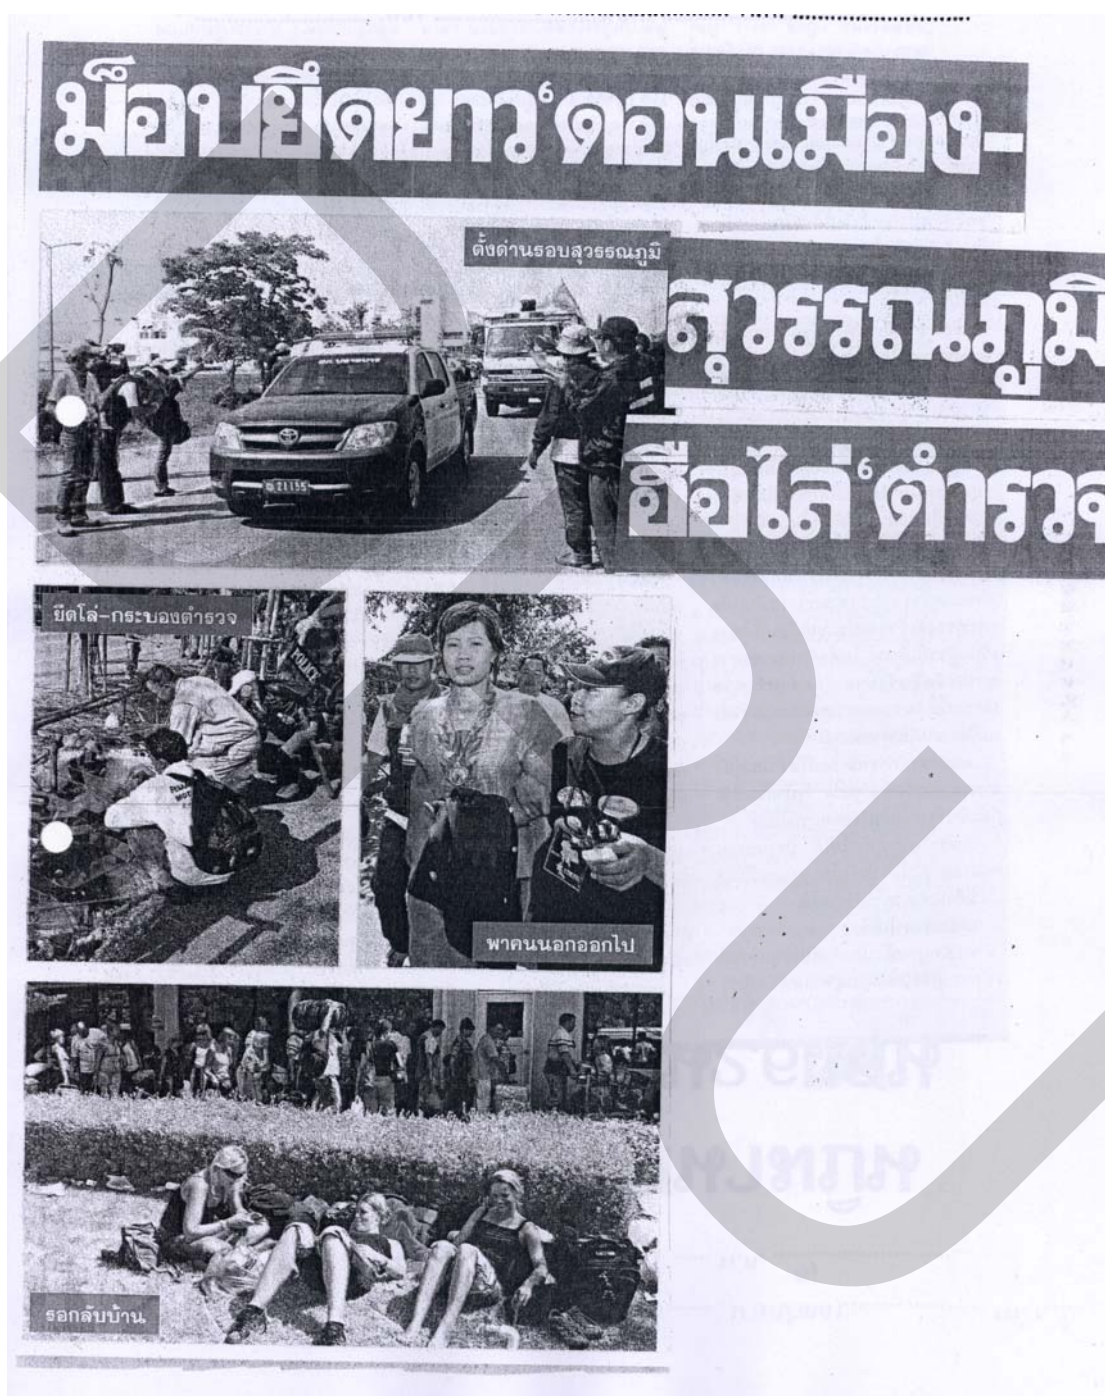 ม็อบยึดยาว‘ดอนเมือง-
ตั้งด่านรอบสุวรรณภูมิ
สุวรรณภูมิ
ฮือไล่‘ตำรวจ
ยึดโล่-กระบองตำรวจ
POLICE
พาคนนอกออกไป
รอกลับบ้าน